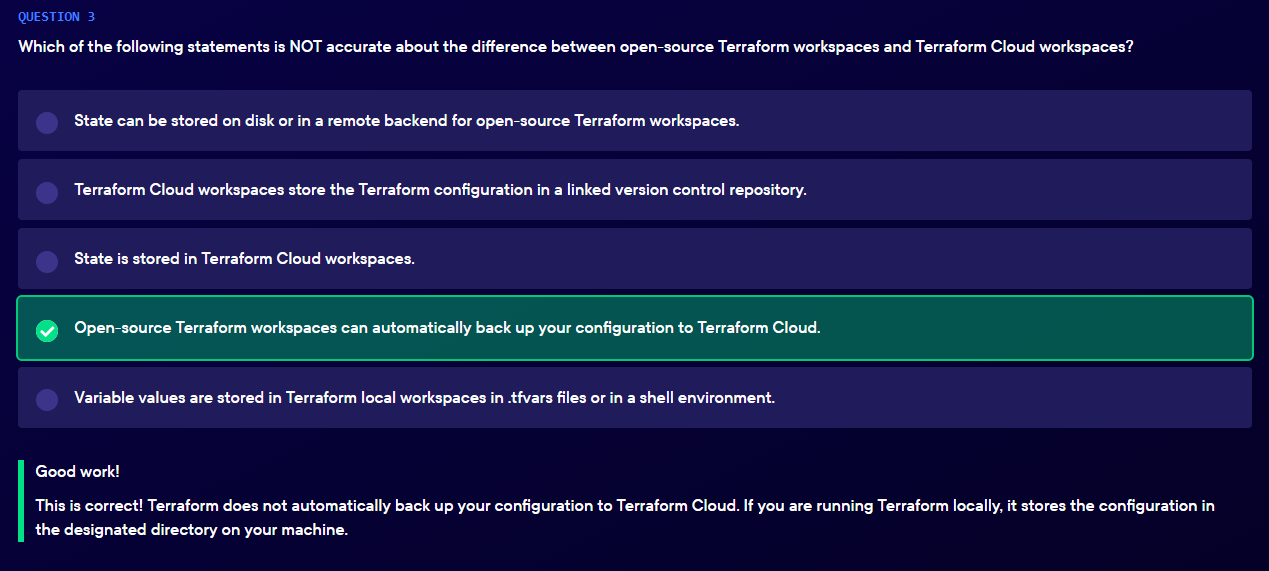 QUESTION 3
Which of the following statements is NOT accurate about the difference between open-source Terraform workspaces and Terraform Cloud workspaces?
State can be stored on disk or in a remote backend for open-source Terraform workspaces.
Terraform Cloud workspaces store the Terraform configuration in a linked version control repository.
State is stored in Terraform Cloud workspaces.
Open-source Terraform workspaces can automatically back up your configuration to Terraform Cloud.
Variable values are stored in Terraform local workspaces in .tfvars files or in a shell environment.
Good work!
This is correct! Terraform does not automatically back up your configuration to Terraform Cloud. If you are running Terraform locally, it stores the configuration in
the designated directory on your machine.